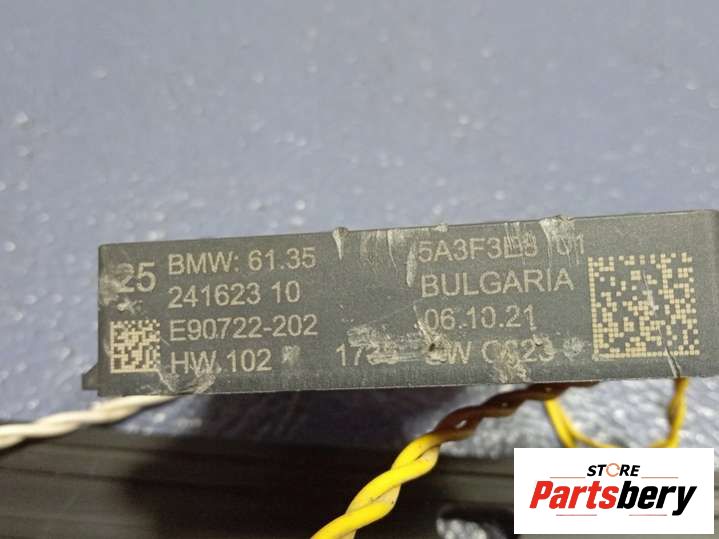 25 BMW: 61.35
241623 10
E90722-202
HW.102
BULGARIA
06.10.21
STORE
Partsbery